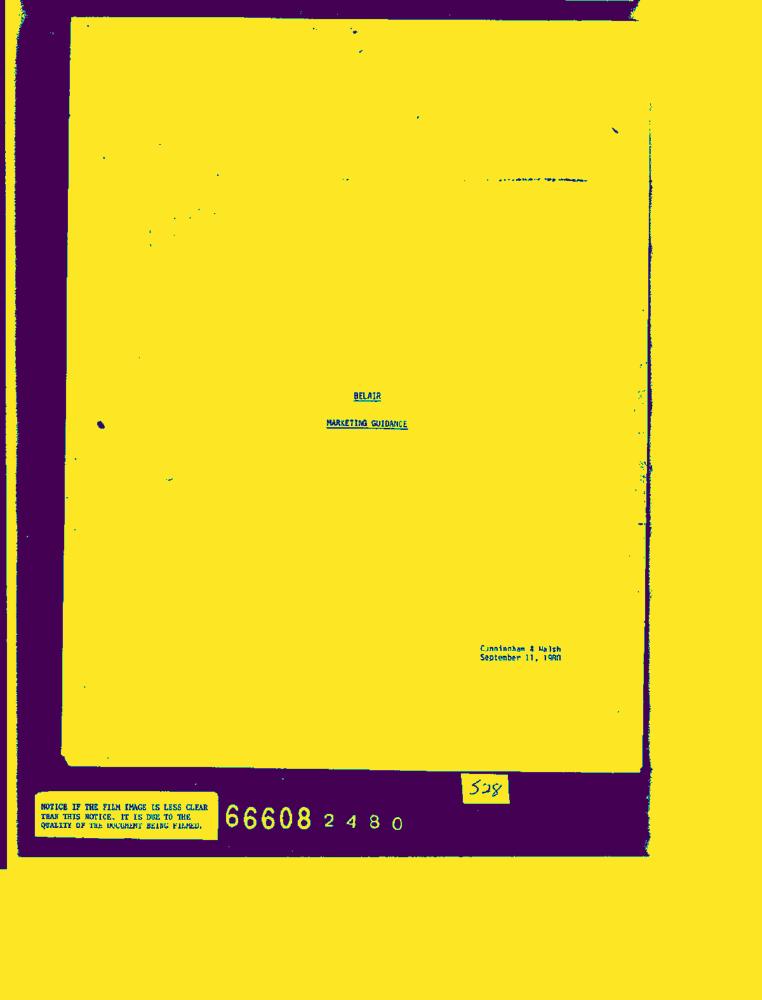 BELAIR
MARKETING GUIDANCE
Cunningham & Walsh
September 11, 1980
528
NOTICE IF THE FILM IMAGE IS LESS CLEAR
THAN THIS NOTICE, IT IS DUE TO THE
QUALITY OF THE DOCUMENT BEING FILMED.
66608 2480